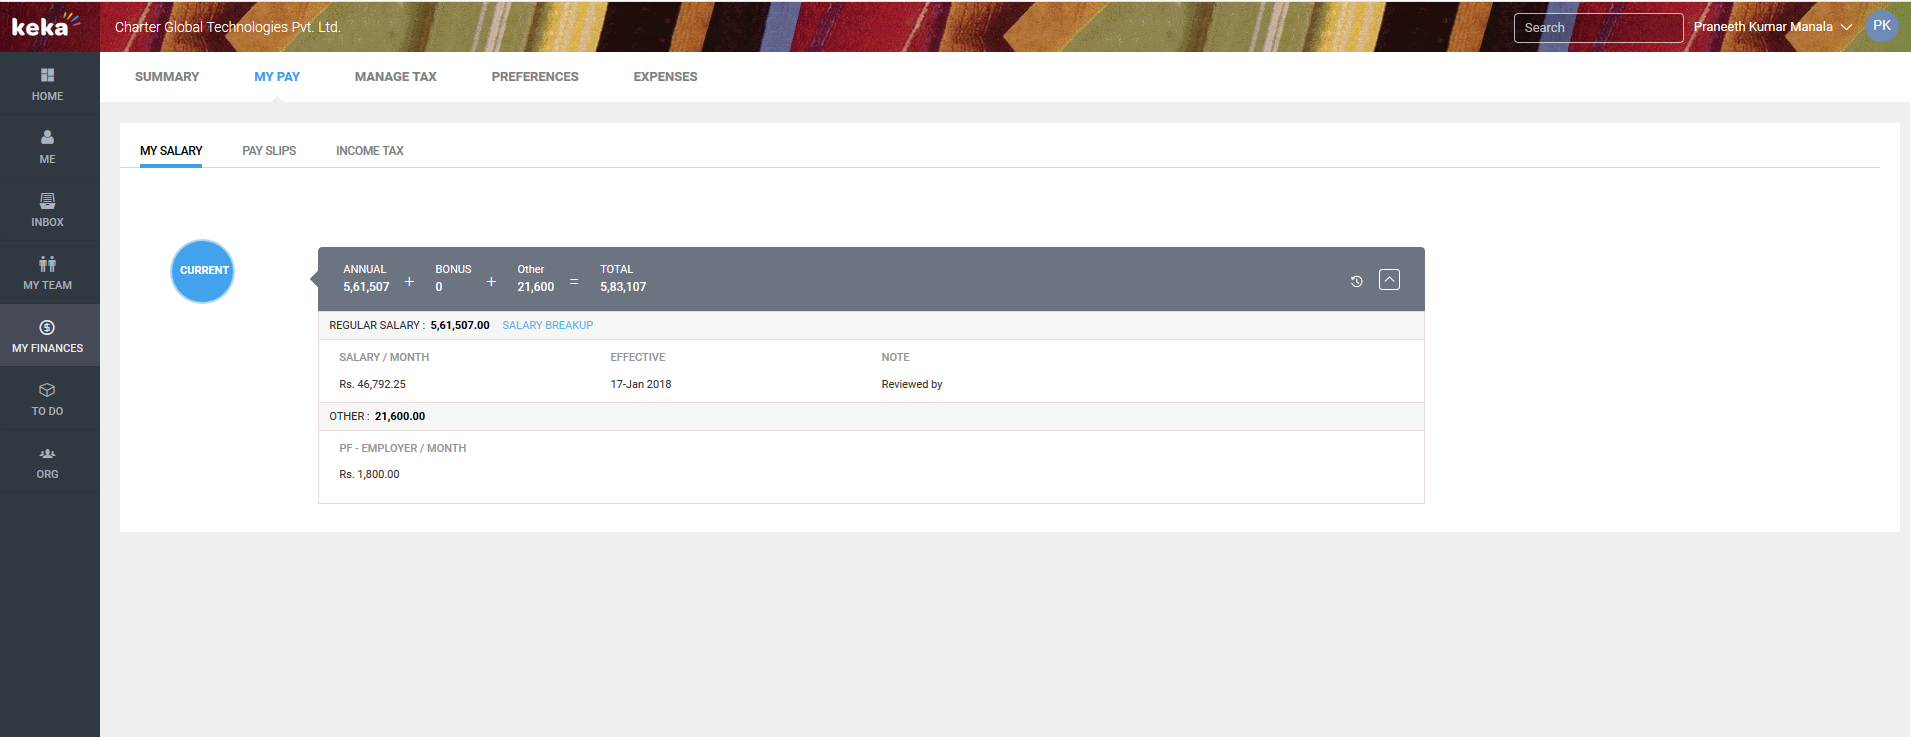 keka
Charter Global Technologies Pvt. Ltd.
Search
Praneeth Kumar Manala
PK
SUMMARY MY PAY MANAGE TAX PREFERENCES EXPENSES
HOME
ME
INBOX
MY TEAM
MY FINANCES
TO DO
ORG
MY SALARY PAY SLIPS INCOME TAX
CURRENT
ANNUAL BONUS Other TOTAL
5,61,507 + 0 + 21,600 = 5,83,107
REGULAR SALARY : 5,61,507.00 SALARY BREAKUP
SALARY / MONTH EFFECTIVE NOTE
Rs. 46,792.25 17-Jan 2018 Reviewed by
OTHER : 21,600.00
PF - EMPLOYER / MONTH
Rs. 1,800.00